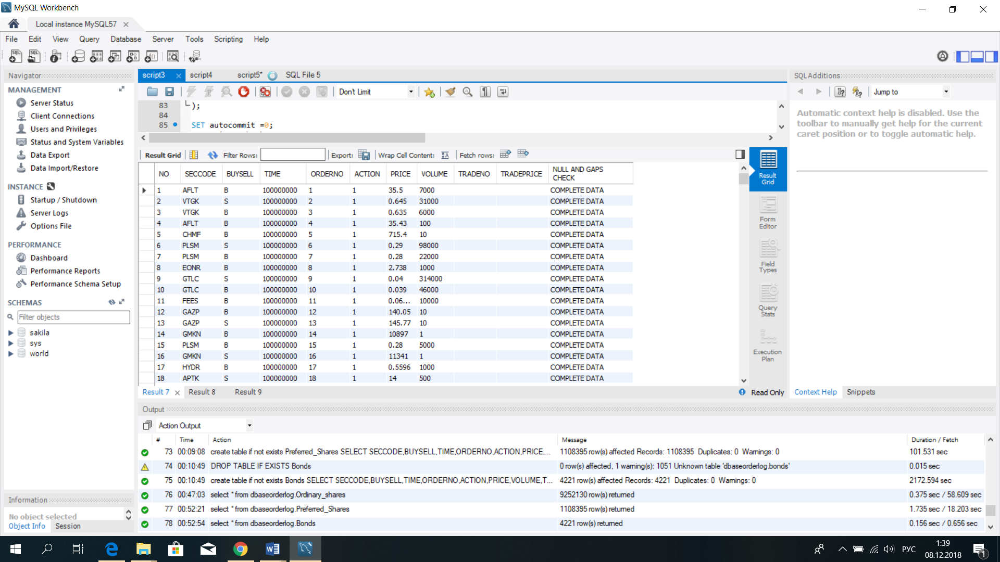 MySQL Workbench
Local instance MySQL57
File Edit View Query Database Server Tools Scripting Help
Navigator
MANAGEMENT
Server Status
Client Connections
Users and Privileges
Status and System Variables
Data Export
Data Import/Restore
INSTANCE
Startup / Shutdown
Server Logs
Options File
PERFORMANCE
Dashboard
Performance Reports
Performance Schema Setup
SCHEMAS
Filter objects
sakila
sys
world
Information
No object selected
Object Info Session
script3 script4 script5* SQL File 5
Don't Limit
83 );
84
85 SET autocommit =0;
Result Grid Filter Rows: Export: Wrap Cell Content: Fetch rows:
NO SECCODE BUYSELL TIME ORDERNO ACTION PRICE VOLUME TRADENO TRADEPRICE NULL AND GAPS CHECK
1 AFLT B 100000000 1 1 35.5 7000 COMPLETE DATA
2 VTGK S 100000000 2 1 0.645 31000 COMPLETE DATA
3 VTGK B 100000000 3 1 0.635 6000 COMPLETE DATA
4 AFLT B 100000000 4 1 35.43 100 COMPLETE DATA
5 CHMF B 100000000 5 1 715.4 10 COMPLETE DATA
6 PLSM S 100000000 6 1 0.29 98000 COMPLETE DATA
7 PLSM B 100000000 7 1 0.28 22000 COMPLETE DATA
8 EONR B 100000000 8 1 2.738 1000 COMPLETE DATA
9 GTLC S 100000000 9 1 0.04 314000 COMPLETE DATA
10 GTLC B 100000000 10 1 0.039 46000 COMPLETE DATA
11 FEES B 100000000 11 1 0.06... 10000 COMPLETE DATA
12 GAZP B 100000000 12 1 140.05 10 COMPLETE DATA
13 GAZP S 100000000 13 1 145.77 10 COMPLETE DATA
14 GMKN B 100000000 14 1 10897 1 COMPLETE DATA
15 PLSM B 100000000 15 1 0.28 5000 COMPLETE DATA
16 GMKN S 100000000 16 1 11341 1 COMPLETE DATA
17 HYDR B 100000000 17 1 0.5596 1000 COMPLETE DATA
18 APTK S 100000000 18 1 14 500 COMPLETE DATA
Result Grid
Form Editor
Field Types
Query Stats
Execution Plan
Result 7 Result 8 Result 9
Read Only
SQLAdditions
Jump to
Automatic context help is disabled. Use the
toolbar to manually get help for the current
caret position or to toggle automatic help.
Context Help Snippets
Output
Action Output
# Time Action Message Duration / Fetch
73 00:09:08 create table if not exists Preferred_Shares SELECT SECCODE,BUYSELL,TIME,ORDERNO,ACTION,PRICE,... 1108395 row(s) affected Records: 1108395 Duplicates: 0 Warnings: 0 101.531 sec
74 00:10:49 DROP TABLE IF EXISTS Bonds 0 row(s) affected, 1 warning(s): 1051 Unknown table 'dbaseorderlog.bonds' 0.015 sec
75 00:10:49 create table if not exists Bonds SELECT SECCODE,BUYSELL,TIME,ORDERNO,ACTION,PRICE,VOLUME,T... 4221 row(s) affected Records: 4221 Duplicates: 0 Warnings: 0 2172.594 sec
76 00:47:03 select * from dbaseorderlog.Ordinary_shares 9252130 row(s) returned 0.375 sec / 58.609 sec
77 00:52:21 select * from dbaseorderlog.Preferred_Shares 1108395 row(s) returned 1.735 sec / 18.203 sec
78 00:52:54 select * from dbaseorderlog.Bonds 4221 row(s) returned 0.156 sec / 0.656 sec
РУС
1:39
08.12.2018
1